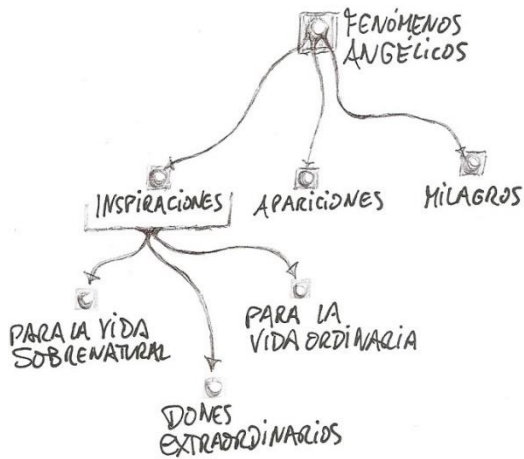 FENÓMENOS
ANGÉLICOS
INSPIRACIONES
APARICIONES
MILAGROS
PARA LA VIDA
SOBRENATURAL
PARA LA
VIDA ORDINARIA
DONES
EXTRAORDINARIOS